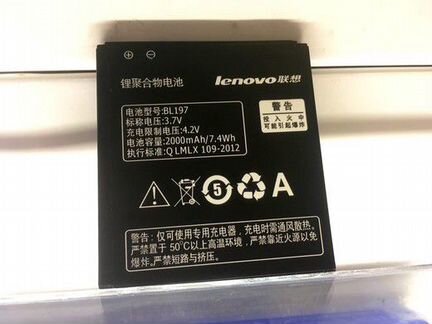 ⊕ ⊖
锂聚合物电池
lenovo联想
电池型号:BL197
标称电压:3.7V
充电限制电压:4.2V
电池容量:2000mAh/7.4Wh
执行标准:Q LMLX 109-2012
警告
投入火中
可能引起爆炸
5
A
警告:仅可使用专用充电器,充电时需通风散热。
严禁置于50℃以上高温环境,严禁靠近火源以免
爆炸。严禁短路与挤压。